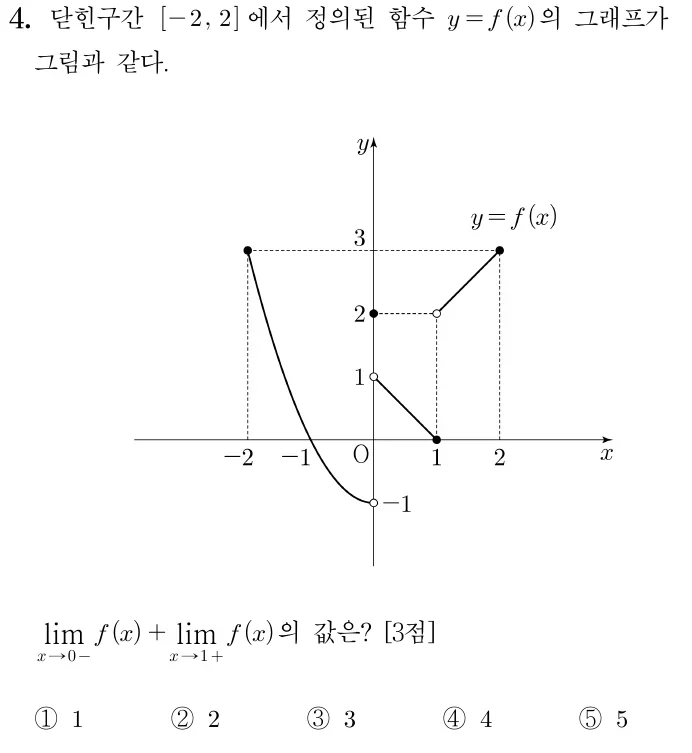 4. 닫힌구간 [−2, 2]에서 정의된 함수 y=f(x)의 그래프가
그림과 같다.
y
y=f(x)
3
2
1
−2 −1 O 1 2 x
−1
lim f(x)+lim f(x)의 값은? [3점]
x→0− x→1+
① 1 ② 2 ③ 3 ④ 4 ⑤ 5